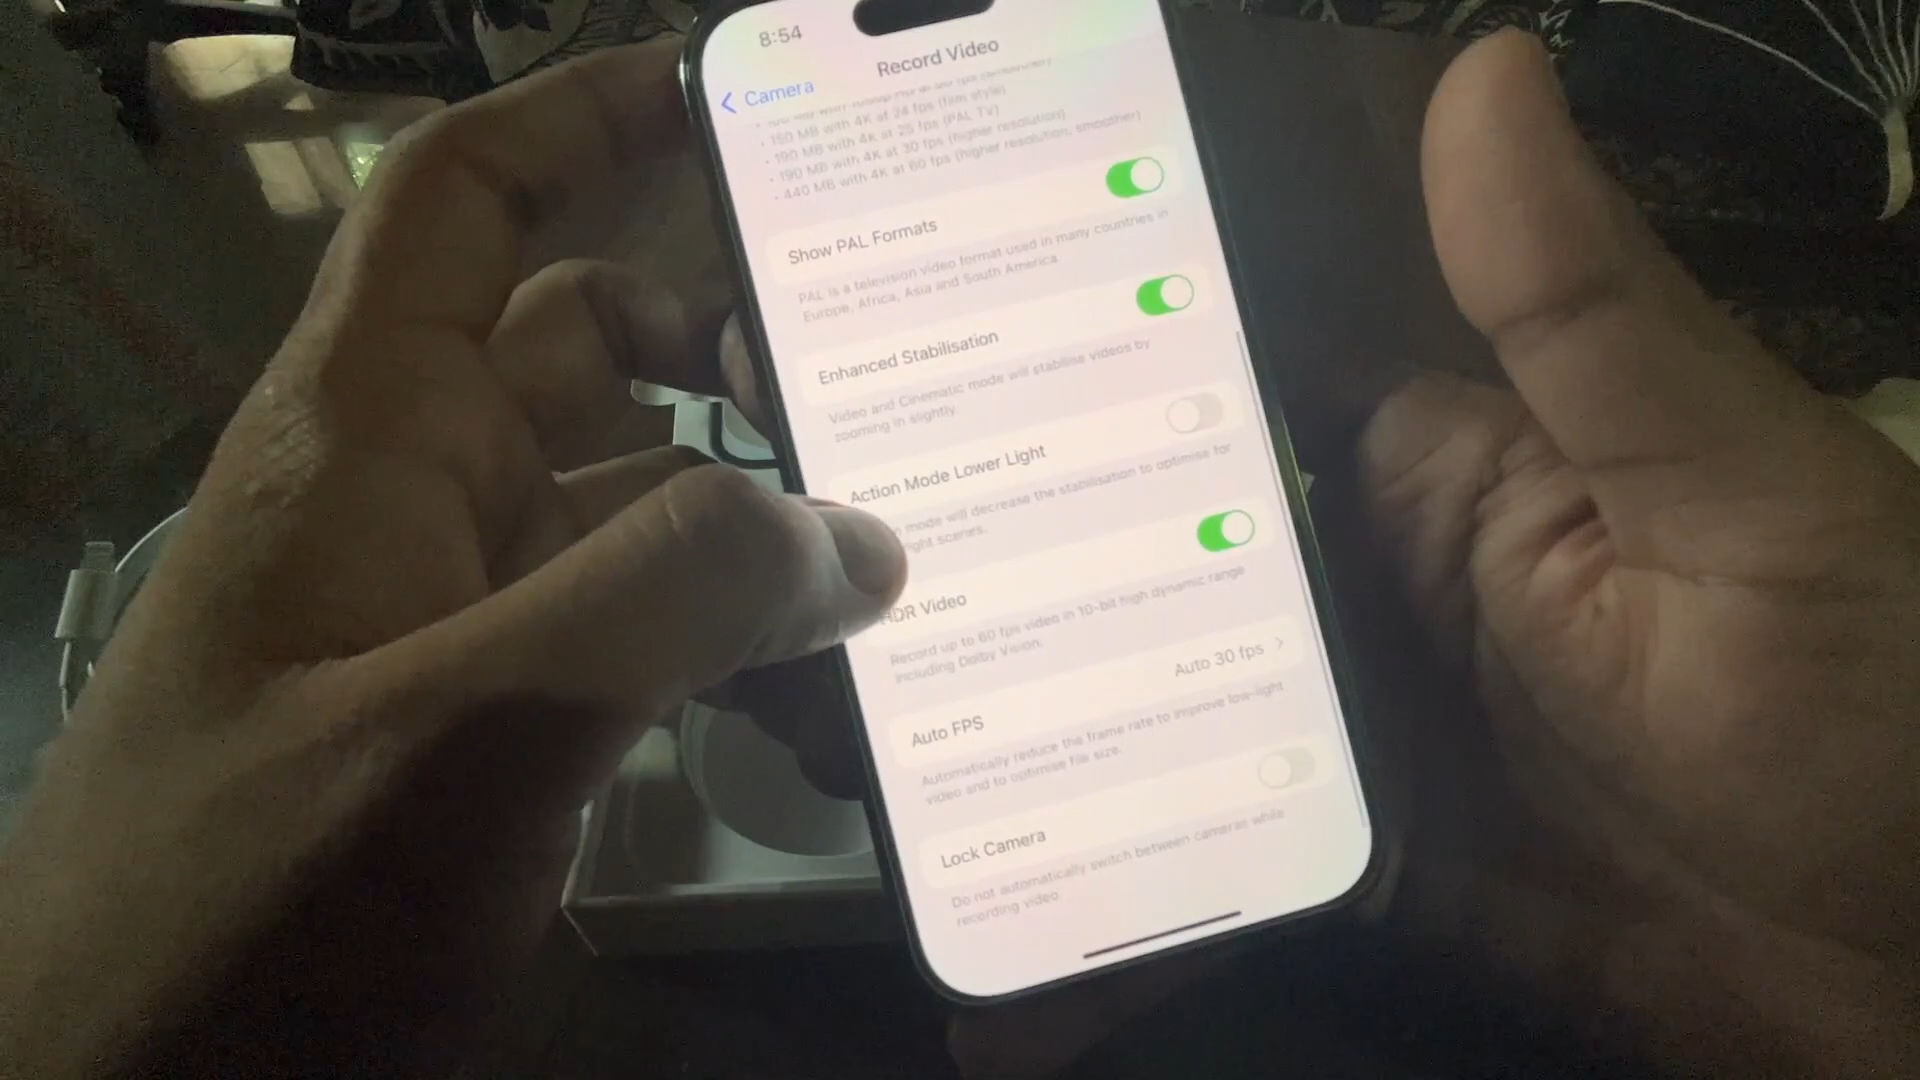 8:54
Record Video
Camera
· 150 MB with 4K at 24 fps (film style)
· 190 MB with 4K at 25 fps (PAL TV)
· 190 MB with 4K at 30 fps (higher resolution)
· 440 MB with 4K at 60 fps (higher resolution, smoother)
Show PAL Formats
PAL is a television video format used in many countries in
Europe, Africa, Asia and South America
Enhanced Stabilisation
Video and Cinematic mode will stabilise videos by
zooming in slightly
Action Mode Lower Light
mode will decrease the stabilisation to optimise for
scenes.
HDR Video
Record up to 60 fps video in 10-bit high dynamic range
including Dolby Vision.
Auto FPS
Auto 30 fps
Automatically reduce the frame rate to improve low-light
video and to optimise file size.
Lock Camera
Do not automatically switch between cameras while
recording video.